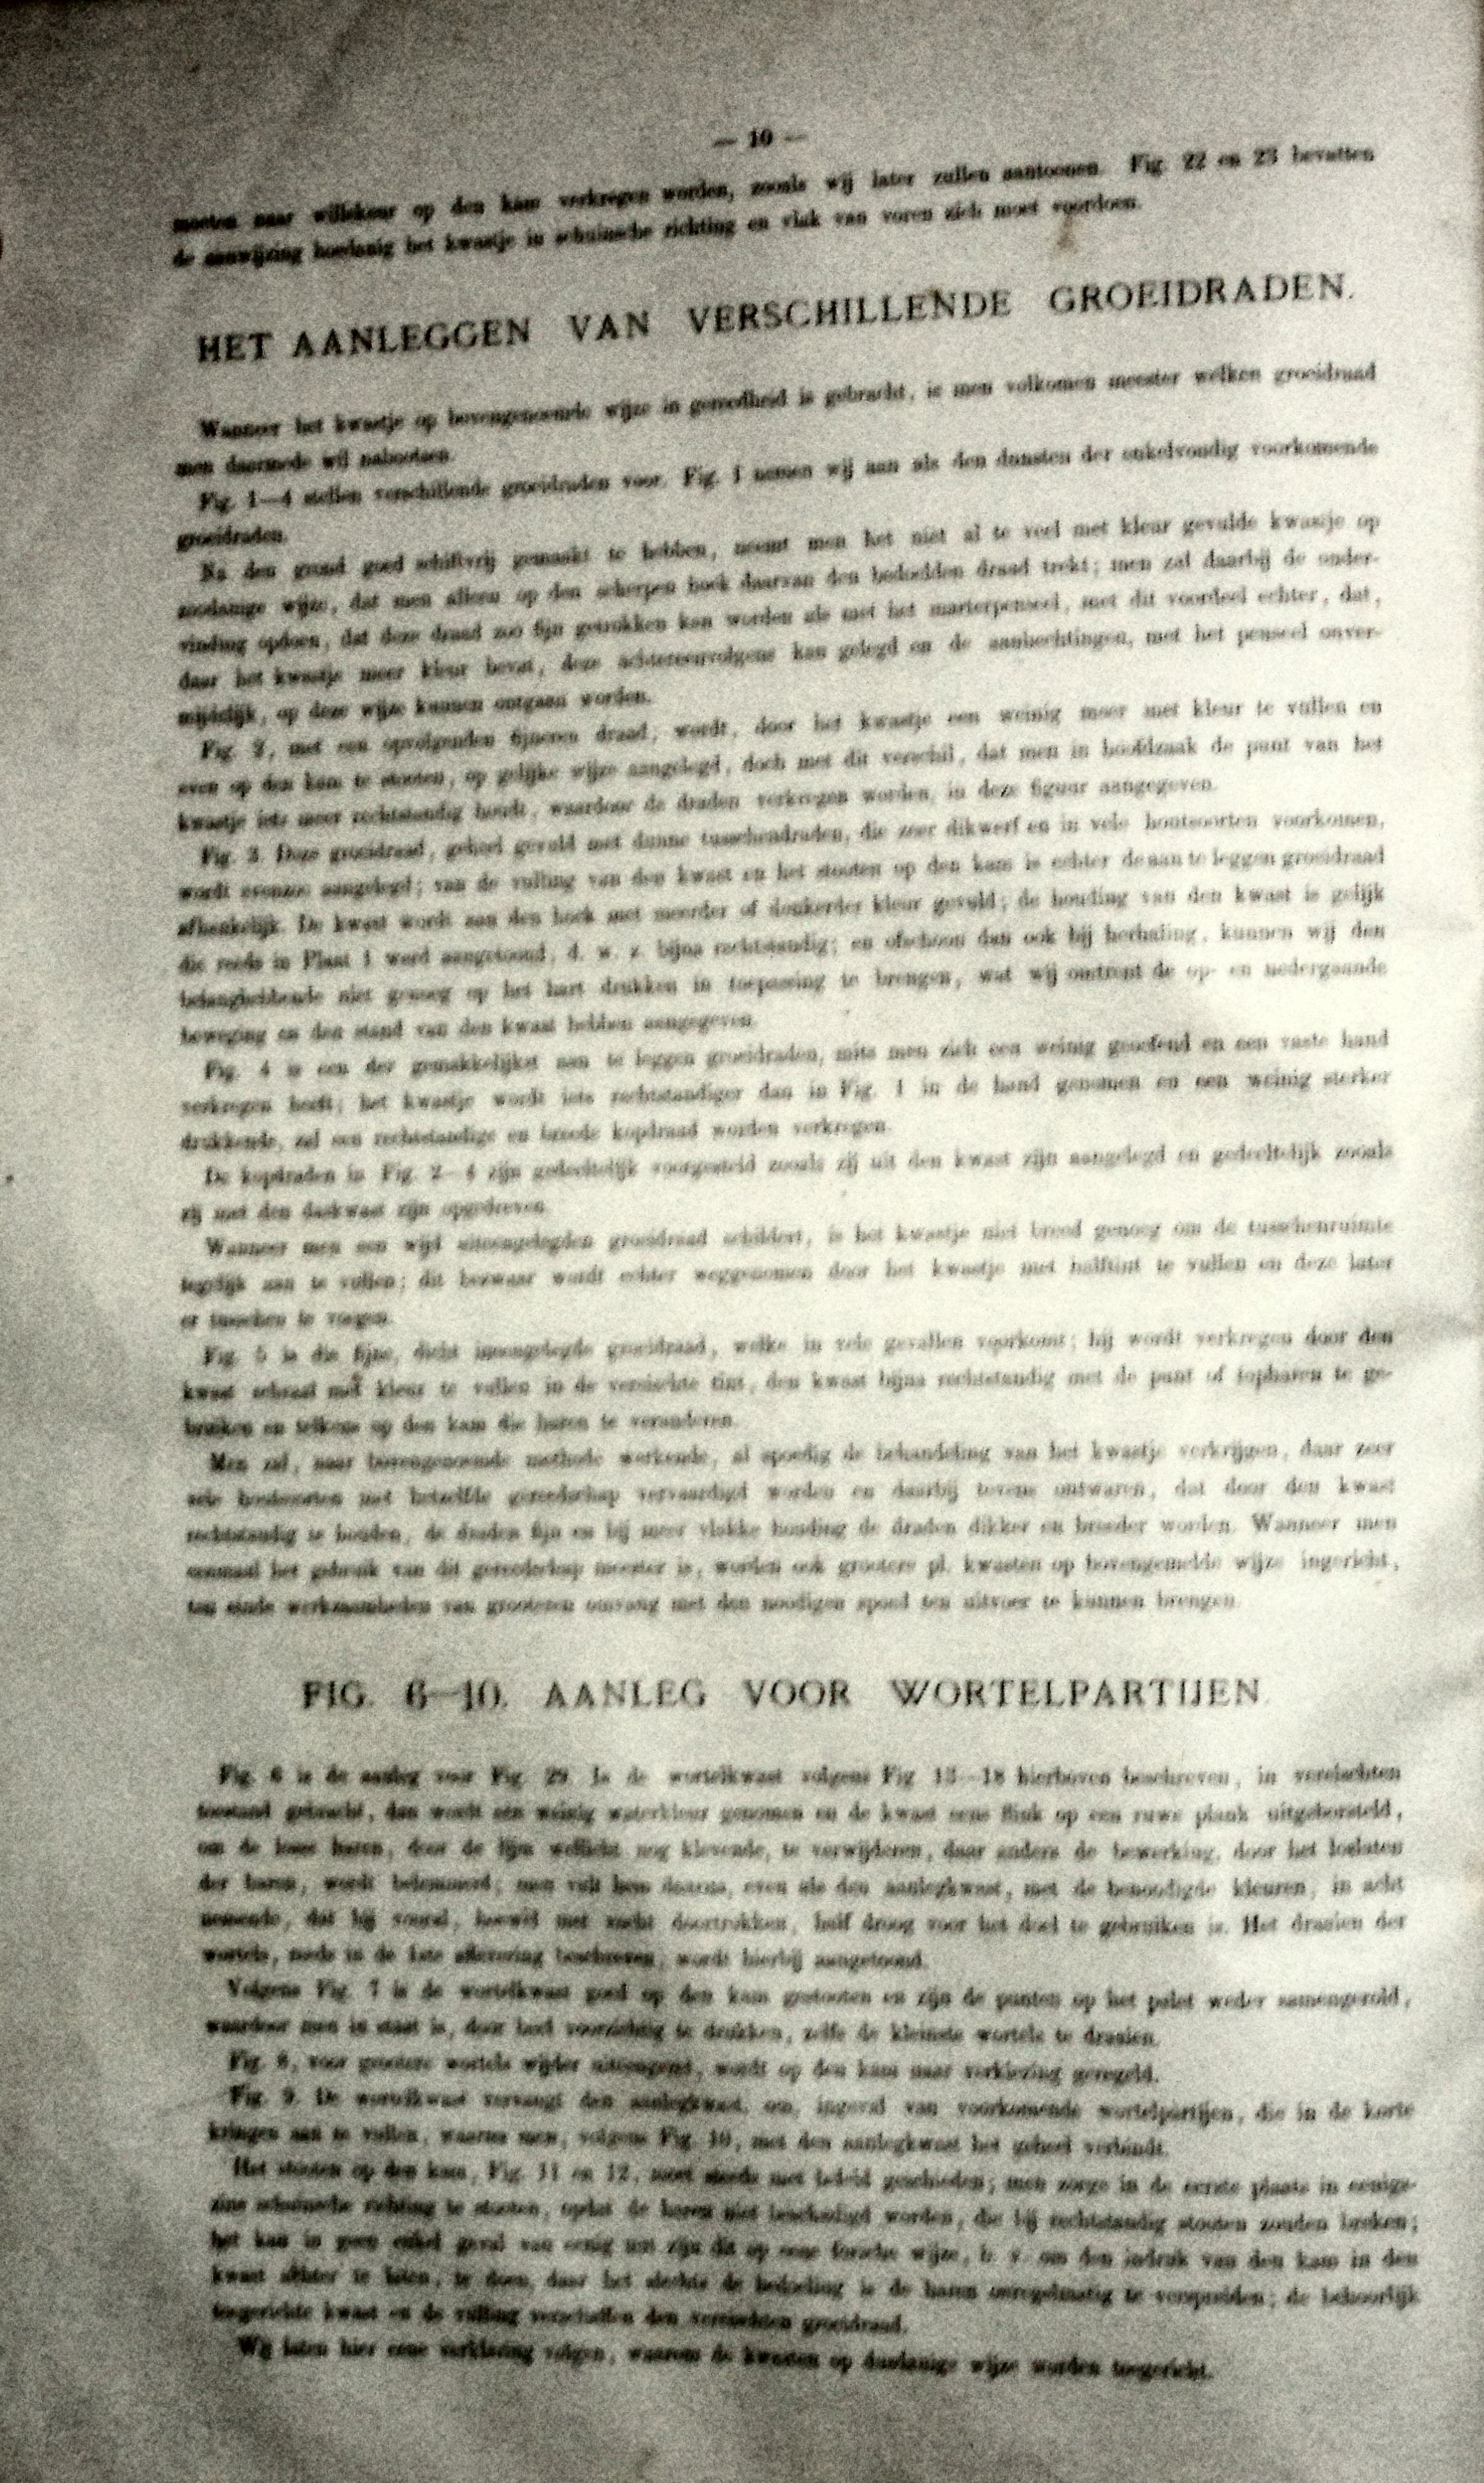 — 10 —
moeten naar willekeur op den kam verkregen worden, zooals wij later zullen aantoonen. Fig. 22 en 23 bevatten
de aanwijzing hoedanig het kwastje in schuinsche richting en vlak van voren zich moet voordoen.
HET AANLEGGEN VAN VERSCHILLENDE GROEIDRADEN.
Wanneer het kwastje op bovengenoemde wijze in gereedheid is gebracht, is men volkomen meester welken groeidraad
men daarmede wil nabootsen.
Fig. 1—4 stellen verschillende groeidraden voor. Fig. 1 nemen wij aan als den dunsten der enkelvoudig voorkomende
groeidraden.
Na den grond goed schiftvrij gemaakt te hebben, neemt men het niet al te veel met kleur gevulde kwastje op
zoodanige wijze, dat men alleen op den scherpen hoek daarvan den bedoelden draad trekt; men zal daarbij de onder-
vinding opdoen, dat deze draad zoo fijn getrokken kan worden als met het marterpenseel, met dit voordeel echter, dat,
daar het kwastje meer kleur bevat, deze achtereenvolgens kan gelegd en de aanhechtingen, met het penseel onver-
mijdelijk, op deze wijze kunnen ontgaan worden.
Fig. 2, met een opvolgenden fijneren draad, wordt, door het kwastje een weinig meer met kleur te vullen en
even op den kam te stooten, op gelijke wijze aangelegd, doch met dit verschil, dat men in hoofdzaak de punt van het
kwastje iets meer rechtstandig houdt, waardoor de draden verkregen worden, in deze figuur aangegeven.
Fig. 3. Deze groeidraad, geheel gevuld met dunne tusschendraden, die zeer dikwerf en in vele houtsoorten voorkomen,
wordt evenzoo aangelegd; van de vulling van den kwast en het stooten op den kam is echter de aan te leggen groeidraad
afhankelijk. De kwast wordt aan den hoek met meerder of donkerder kleur gevuld; de houding van den kwast is gelijk
die reeds in Plaat 1 werd aangetoond, d. w. z. bijna rechtstandig; en ofschoon dan ook bij herhaling, kunnen wij den
belanghebbende niet genoeg op het hart drukken in toepassing te brengen, wat wij omtrent de op- en nedergaande
beweging en den stand van den kwast hebben aangegeven.
Fig. 4 is een der gemakkelijkst aan te leggen groeidraden, mits men zich een weinig geoefend en een vaste hand
verkregen heeft; het kwastje wordt iets rechtstandiger dan in Fig. 1 in de hand genomen en een weinig sterker
drukkende, zal een rechtstandige en breede kopdraad worden verkregen.
De kopdraden in Fig. 2—4 zijn gedeeltelijk voorgesteld zooals zij uit den kwast zijn aangelegd en gedeeltelijk zooals
zij met den daskwast zijn opgedreven.
Wanneer men een wijd uiteengelegden groeidraad schildert, is het kwastje niet breed genoeg om de tusschenruimte
tegelijk aan te vullen; dit bezwaar wordt echter weggenomen door het kwastje met halftint te vullen en deze later
er tusschen te voegen.
Fig. 5 is die fijne, dicht ineengelegde groeidraad, welke in vele gevallen voorkomt; hij wordt verkregen door den
kwast schraal met kleur te vullen in de vereischte tint, den kwast bijna rechtstandig met de punt of topharen te ge-
bruiken en telkens op den kam die haren te veranderen.
Men zal, naar bovengenoemde methode werkende, al spoedig de behandeling van het kwastje verkrijgen, daar zeer
vele houtsoorten met hetzelfde gereedschap vervaardigd worden en daarbij tevens ontwaren, dat door den kwast
rechtstandig te houden, de draden fijn en bij meer vlakke houding de draden dikker en breeder worden. Wanneer men
eenmaal het gebruik van dit gereedschap meester is, worden ook grootere pl. kwasten op bovengemelde wijze ingericht,
ten einde werkzaamheden van grooteren omvang met den noodigen spoed ten uitvoer te kunnen brengen.
FIG. 6—10. AANLEG VOOR WORTELPARTIJEN.
Fig. 6 is de aanleg voor Fig. 29. Is de wortelkwast volgens Fig. 13—18 hierboven beschreven, in vereischten
toestand gebracht, dan wordt een weinig waterkleur genomen en de kwast eens flink op een ruwe plank uitgeborsteld,
om de losse haren, door de lijm wellicht nog klevende, te verwijderen, daar anders de bewerking, door het loslaten
der haren, wordt belemmerd; men vult hem daarna, even als den aanlegkwast, met de benoodigde kleuren, in acht
nemende, dat hij vooral, hoewel met zacht doortrokken, half droog voor het doel te gebruiken is. Het draaien der
wortels, reeds in de 1ste aflevering beschreven, wordt hierbij aangetoond.
Volgens Fig. 7 is de wortelkwast goed op den kam gestooten en zijn de punten op het palet weder samengerold,
waardoor men in staat is, door heel voorzichtig te drukken, zelfs de kleinste wortels te draaien.
Fig. 8, voor grootere wortels wijder uiteengezet, wordt op den kam naar verkiezing geregeld.
Fig. 9. De wortelkwast vervangt den aanlegkwast, om, ingeval van voorkomende wortelpartijen, die in de korte
kringen aan te vullen, waarna men, volgens Fig. 10, met den aanlegkwast het geheel verbindt.
Het stooten op den kam, Fig. 11 en 12, moet steeds met beleid geschieden; men zorge in de eerste plaats in eenigs-
zins schuinsche richting te stooten, opdat de haren niet beschadigd worden, die bij rechtstandig stooten zouden breken;
het kan in geen enkel geval van eenig nut zijn dit op eene forsche wijze, b. v. om den indruk van den kam in den
kwast achter te laten, te doen, daar het slechts de bedoeling is de haren onregelmatig te verspreiden; de behoorlijk
toegerichte kwast en de vulling verschaffen den vereischten groeidraad.
Wij laten hier eene verklaring volgen, waarom de kwasten op dusdanige wijze worden toegericht.